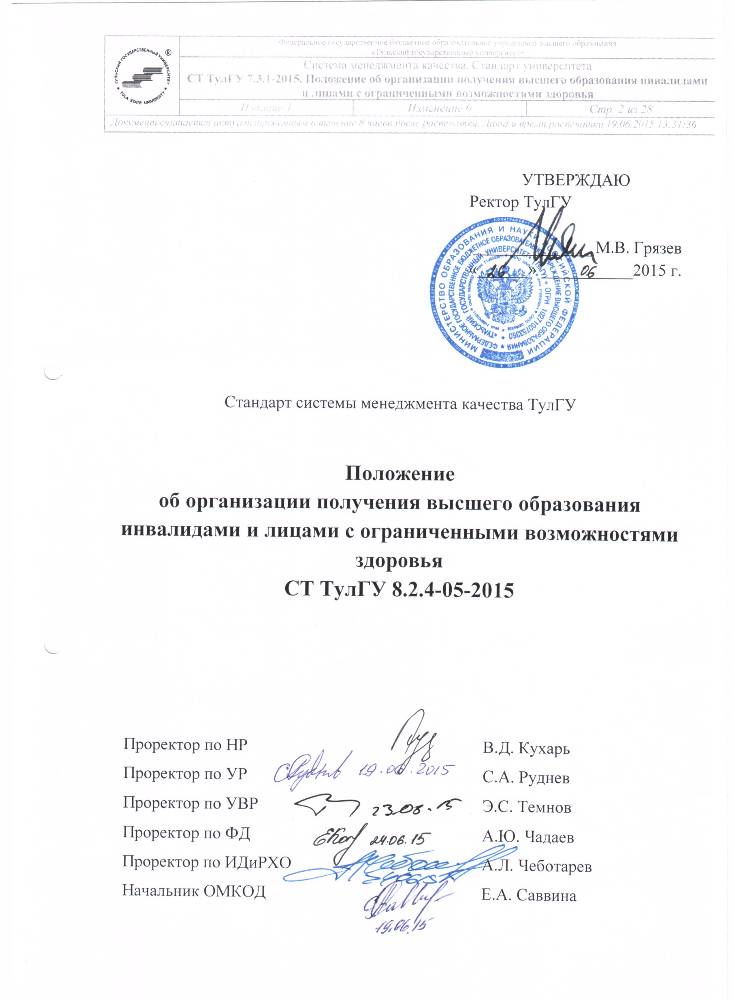 ТУЛЬСКИЙ ГОСУДАРСТВЕННЫЙ УНИВЕРСИТЕТ ®
TULA STATE UNIVERSITY
Федеральное государственное бюджетное образовательное учреждение высшего образования
«Тульский государственный университет»
Система менеджмента качества. Стандарт университета
СТ ТулГУ 7.3.1-2015. Положение об организации получения высшего образования инвалидами
и лицами с ограниченными возможностями здоровья
Издание 1 Изменение 0 Стр. 2 из 28
Документ считается актуализированным в течение 8 часов после распечатки. Дата и время распечатки 19.06.2015 13:31:36
УТВЕРЖДАЮ
Ректор ТулГУ
М.В. Грязев
« 26 » 06 2015 г.
МИНИСТЕРСТВО ОБРАЗОВАНИЯ И НАУКИ РОССИЙСКОЙ ФЕДЕРАЦИИ
ФЕДЕРАЛЬНОЕ ГОСУДАРСТВЕННОЕ БЮДЖЕТНОЕ ОБРАЗОВАТЕЛЬНОЕ УЧРЕЖДЕНИЕ ВЫСШЕГО ОБРАЗОВАНИЯ
«ТУЛЬСКИЙ ГОСУДАРСТВЕННЫЙ УНИВЕРСИТЕТ» (ТулГУ) * ОГРН 1027100753360
Стандарт системы менеджмента качества ТулГУ
Положение
об организации получения высшего образования
инвалидами и лицами с ограниченными возможностями
здоровья
СТ ТулГУ 8.2.4-05-2015
Проректор по НР В.Д. Кухарь
Проректор по УР 19.06.2015 С.А. Руднев
Проректор по УВР 23.06.15 Э.С. Темнов
Проректор по ФД 24.06.15 А.Ю. Чадаев
Проректор по ИДиРХО А.Л. Чеботарев
Начальник ОМКОД Е.А. Саввина
19.06.15